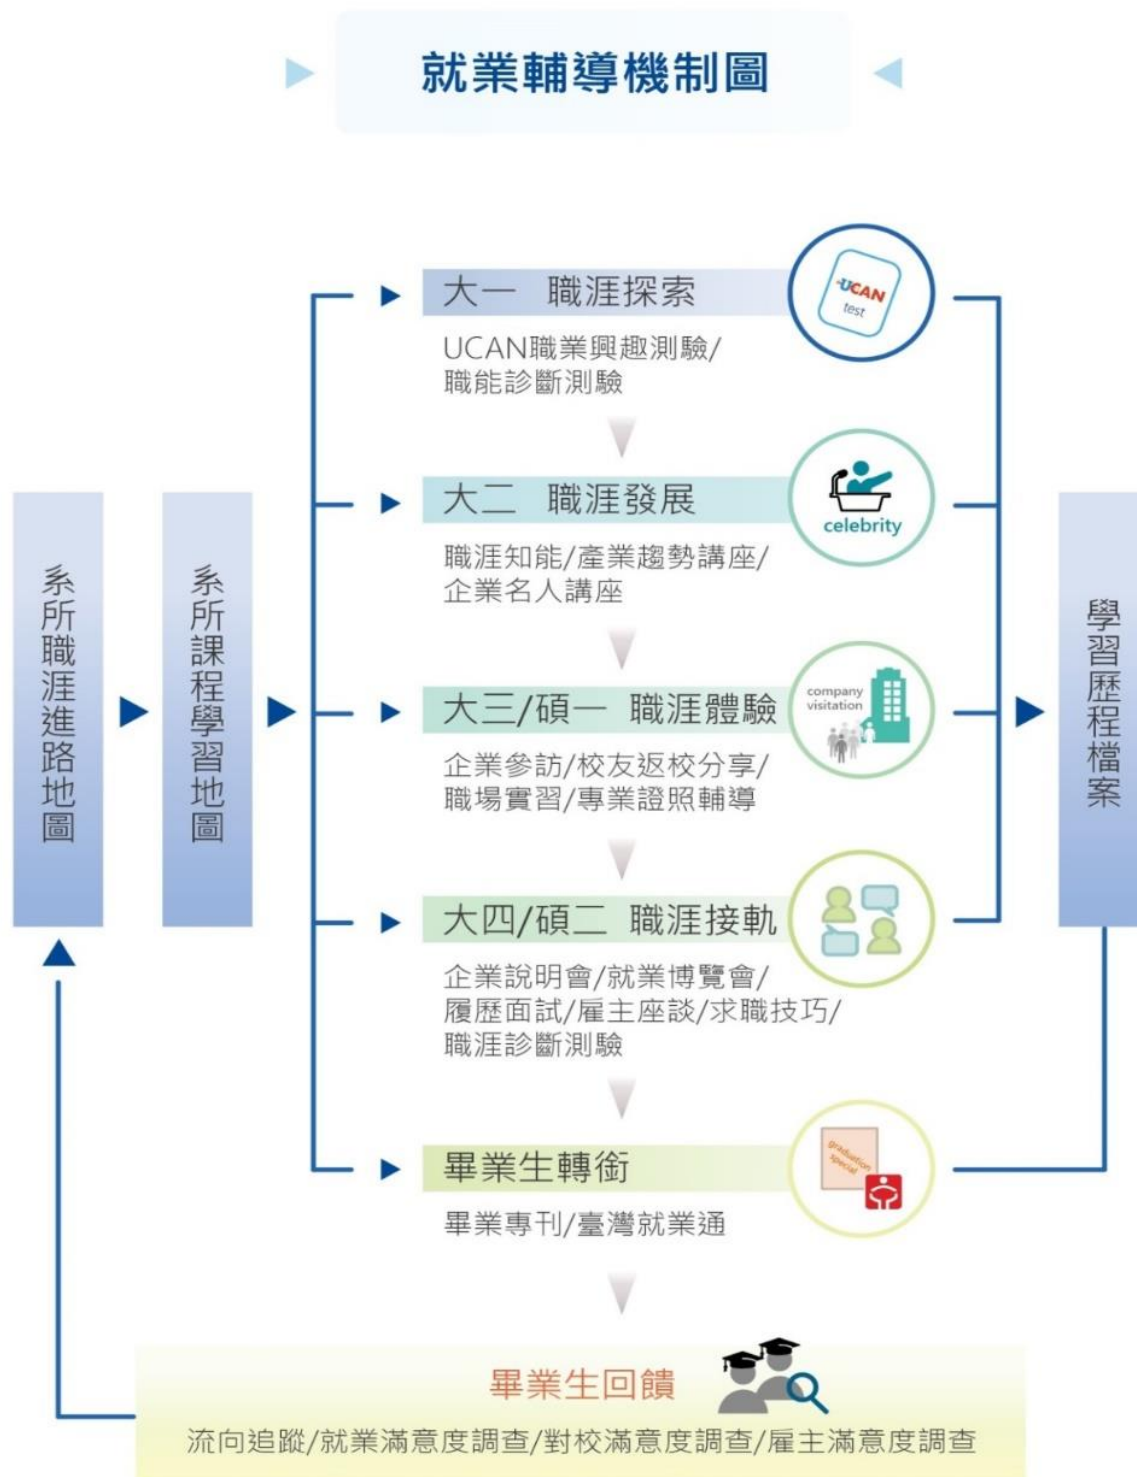 就業輔導機制圖
系所職涯進路地圖
系所課程學習地圖
大一 職涯探索
UCAN
test
UCAN職業興趣測驗/
職能診斷測驗
大二 職涯發展
celebrity
職涯知能/產業趨勢講座/
企業名人講座
大三/碩一 職涯體驗
company
visitation
企業參訪/校友返校分享/
職場實習/專業證照輔導
大四/碩二 職涯接軌
企業說明會/就業博覽會/
履歷面試/雇主座談/求職技巧/
職涯診斷測驗
畢業生轉銜
graduation
special
畢業專刊/臺灣就業通
學習歷程檔案
畢業生回饋
流向追蹤/就業滿意度調查/對校滿意度調查/雇主滿意度調查